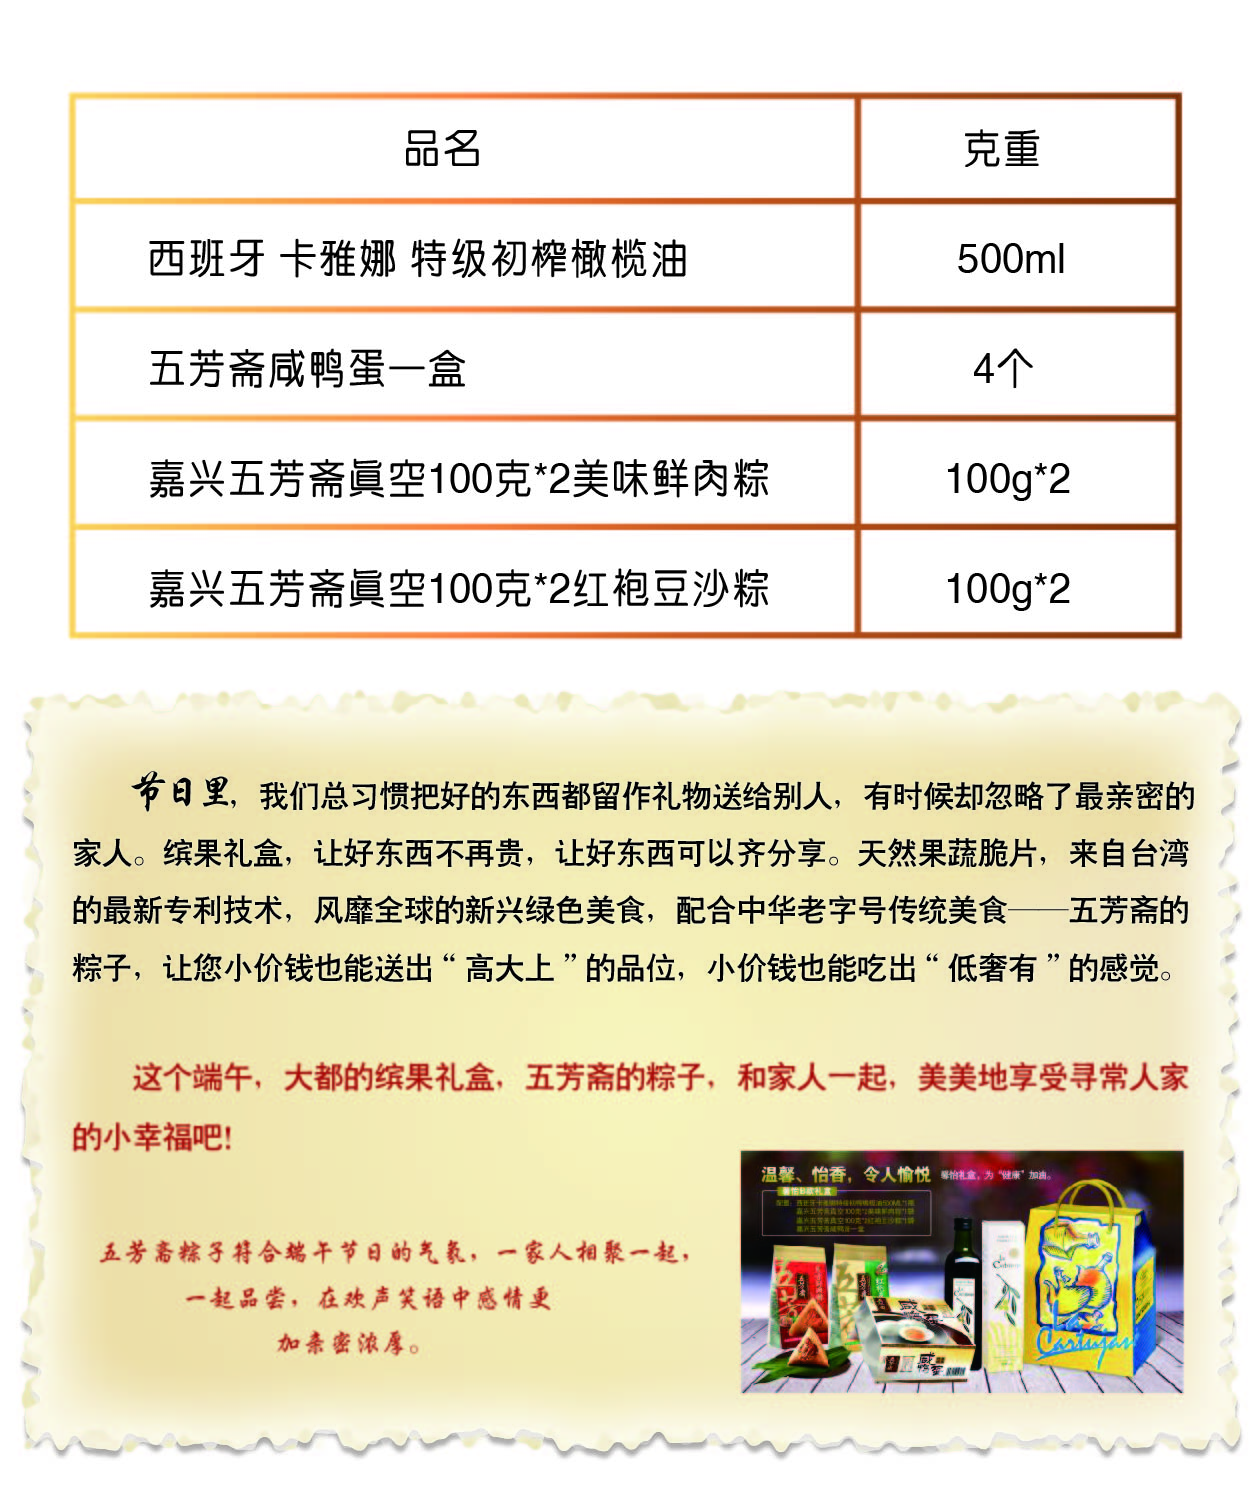 品名 克重
西班牙 卡雅娜 特级初榨橄榄油 500ml
五芳斋咸鸭蛋一盒 4个
嘉兴五芳斋真空100克*2美味鲜肉粽 100g*2
嘉兴五芳斋真空100克*2红袍豆沙粽 100g*2
节日里，我们总习惯把好的东西都留作礼物送给别人，有时候却忽略了最亲密的
家人。缤果礼盒，让好东西不再贵，让好东西可以齐分享。天然果蔬脆片，来自台湾
的最新专利技术，风靡全球的新兴绿色美食，配合中华老字号传统美食——五芳斋的
粽子，让您小价钱也能送出“高大上”的品位，小价钱也能吃出“低奢有”的感觉。
这个端午，大都的缤果礼盒，五芳斋的粽子，和家人一起，美美地享受寻常人家
的小幸福吧!
五芳斋粽子符合端午节日的气氛，一家人相聚一起，
一起品尝，在欢声笑语中感情更
加亲密浓厚。
温馨、怡香，令人愉悦 馨怡礼盒，为“健康”加油。
五芳
咸鸭蛋